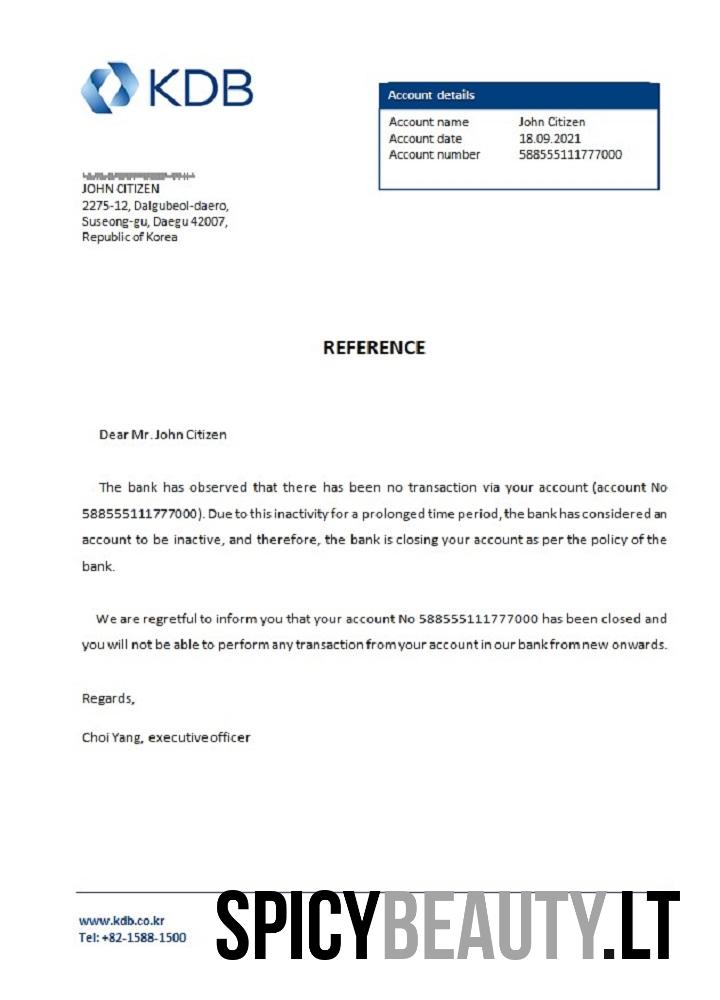 KDB
Account details
Account name John Citizen
Account date 18.09.2021
Account number 588555111777000
JOHN CITIZEN
2275-12, Dalgubeol-daero,
Suseong-gu, Daegu 42007,
Republic of Korea
REFERENCE
Dear Mr. John Citizen
The bank has observed that there has been no transaction via your account (account No
588555111777000). Due to this inactivity for a prolonged time period, the bank has considered an
account to be inactive, and therefore, the bank is closing your account as per the policy of the
bank.
We are regretful to inform you that your account No 588555111777000 has been closed and
you will not be able to perform any transaction from your account in our bank from new onwards.
Regards,
Choi Yang, executive officer
www.kdb.co.kr
Tel: +82-1588-1500
SPICYBEAUTY.LT